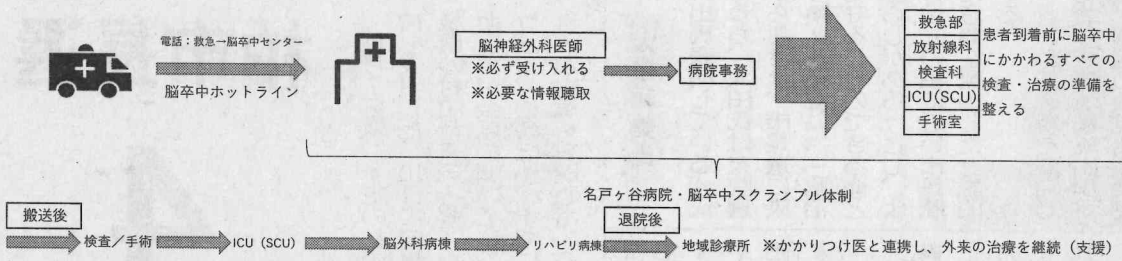 電話：救急→脳卒中センター
脳卒中ホットライン
脳神経外科医師
※必ず受け入れる
※必要な情報聴取
病院事務
救急部
放射線科
検査科
ICU(SCU)
手術室
患者到着前に脳卒中
にかかわるすべての
検査・治療の準備を
整える
名戸ヶ谷病院・脳卒中スクランブル体制
搬送後
検査／手術
ICU（SCU）
脳外科病棟
リハビリ病棟
退院後
地域診療所 ※かかりつけ医と連携し、外来の治療を継続（支援）